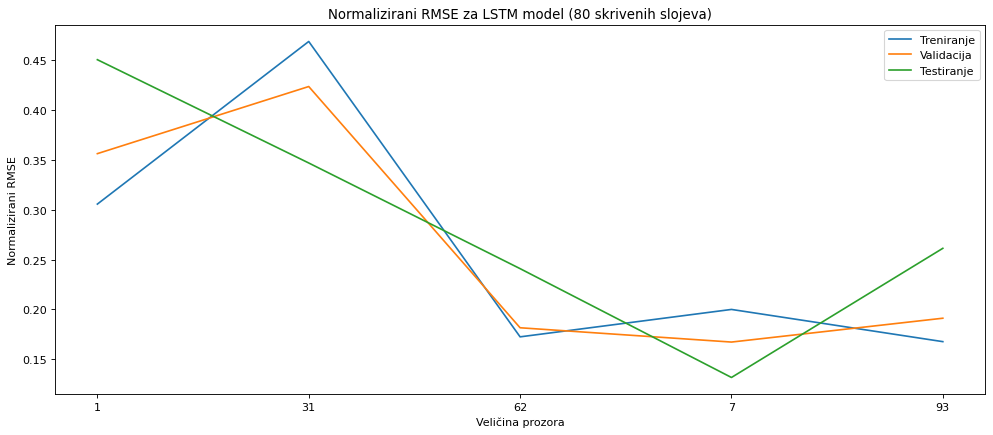 Normalizirani RMSE za LSTM model (80 skrivenih slojeva)
Treniranje
Validacija
Testiranje
Normalizirani RMSE
0.45
0.40
0.35
0.30
0.25
0.20
0.15
1 31 62 7 93
Veličina prozora